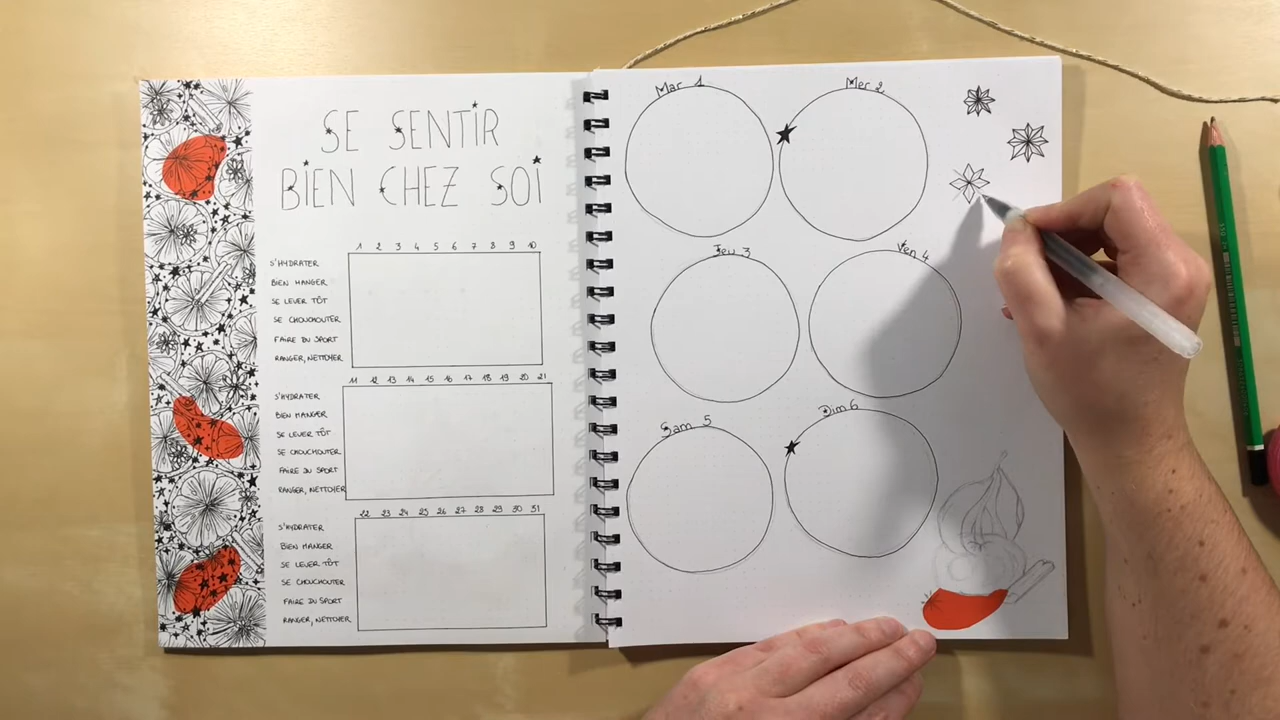 SE SENTIR
BIEN CHEZ SOI
1 2 3 4 5 6 7 8 9 10
S'HYDRATER
BIEN MANGER
SE LEVER TÔT
SE CHOUCHOUTER
FAIRE DU SPORT
RANGER, NETTOYER
11 12 13 14 15 16 17 18 19 20 21
S'HYDRATER
BIEN MANGER
SE LEVER TÔT
SE CHOUCHOUTER
FAIRE DU SPORT
RANGER, NETTOYER
22 23 24 25 26 27 28 29 30 31
S'HYDRATER
BIEN MANGER
SE LEVER TÔT
SE CHOUCHOUTER
FAIRE DU SPORT
RANGER, NETTOYER
Mar 1
Mer 2
Jeu 3
Ven 4
Sam 5
Dim 6